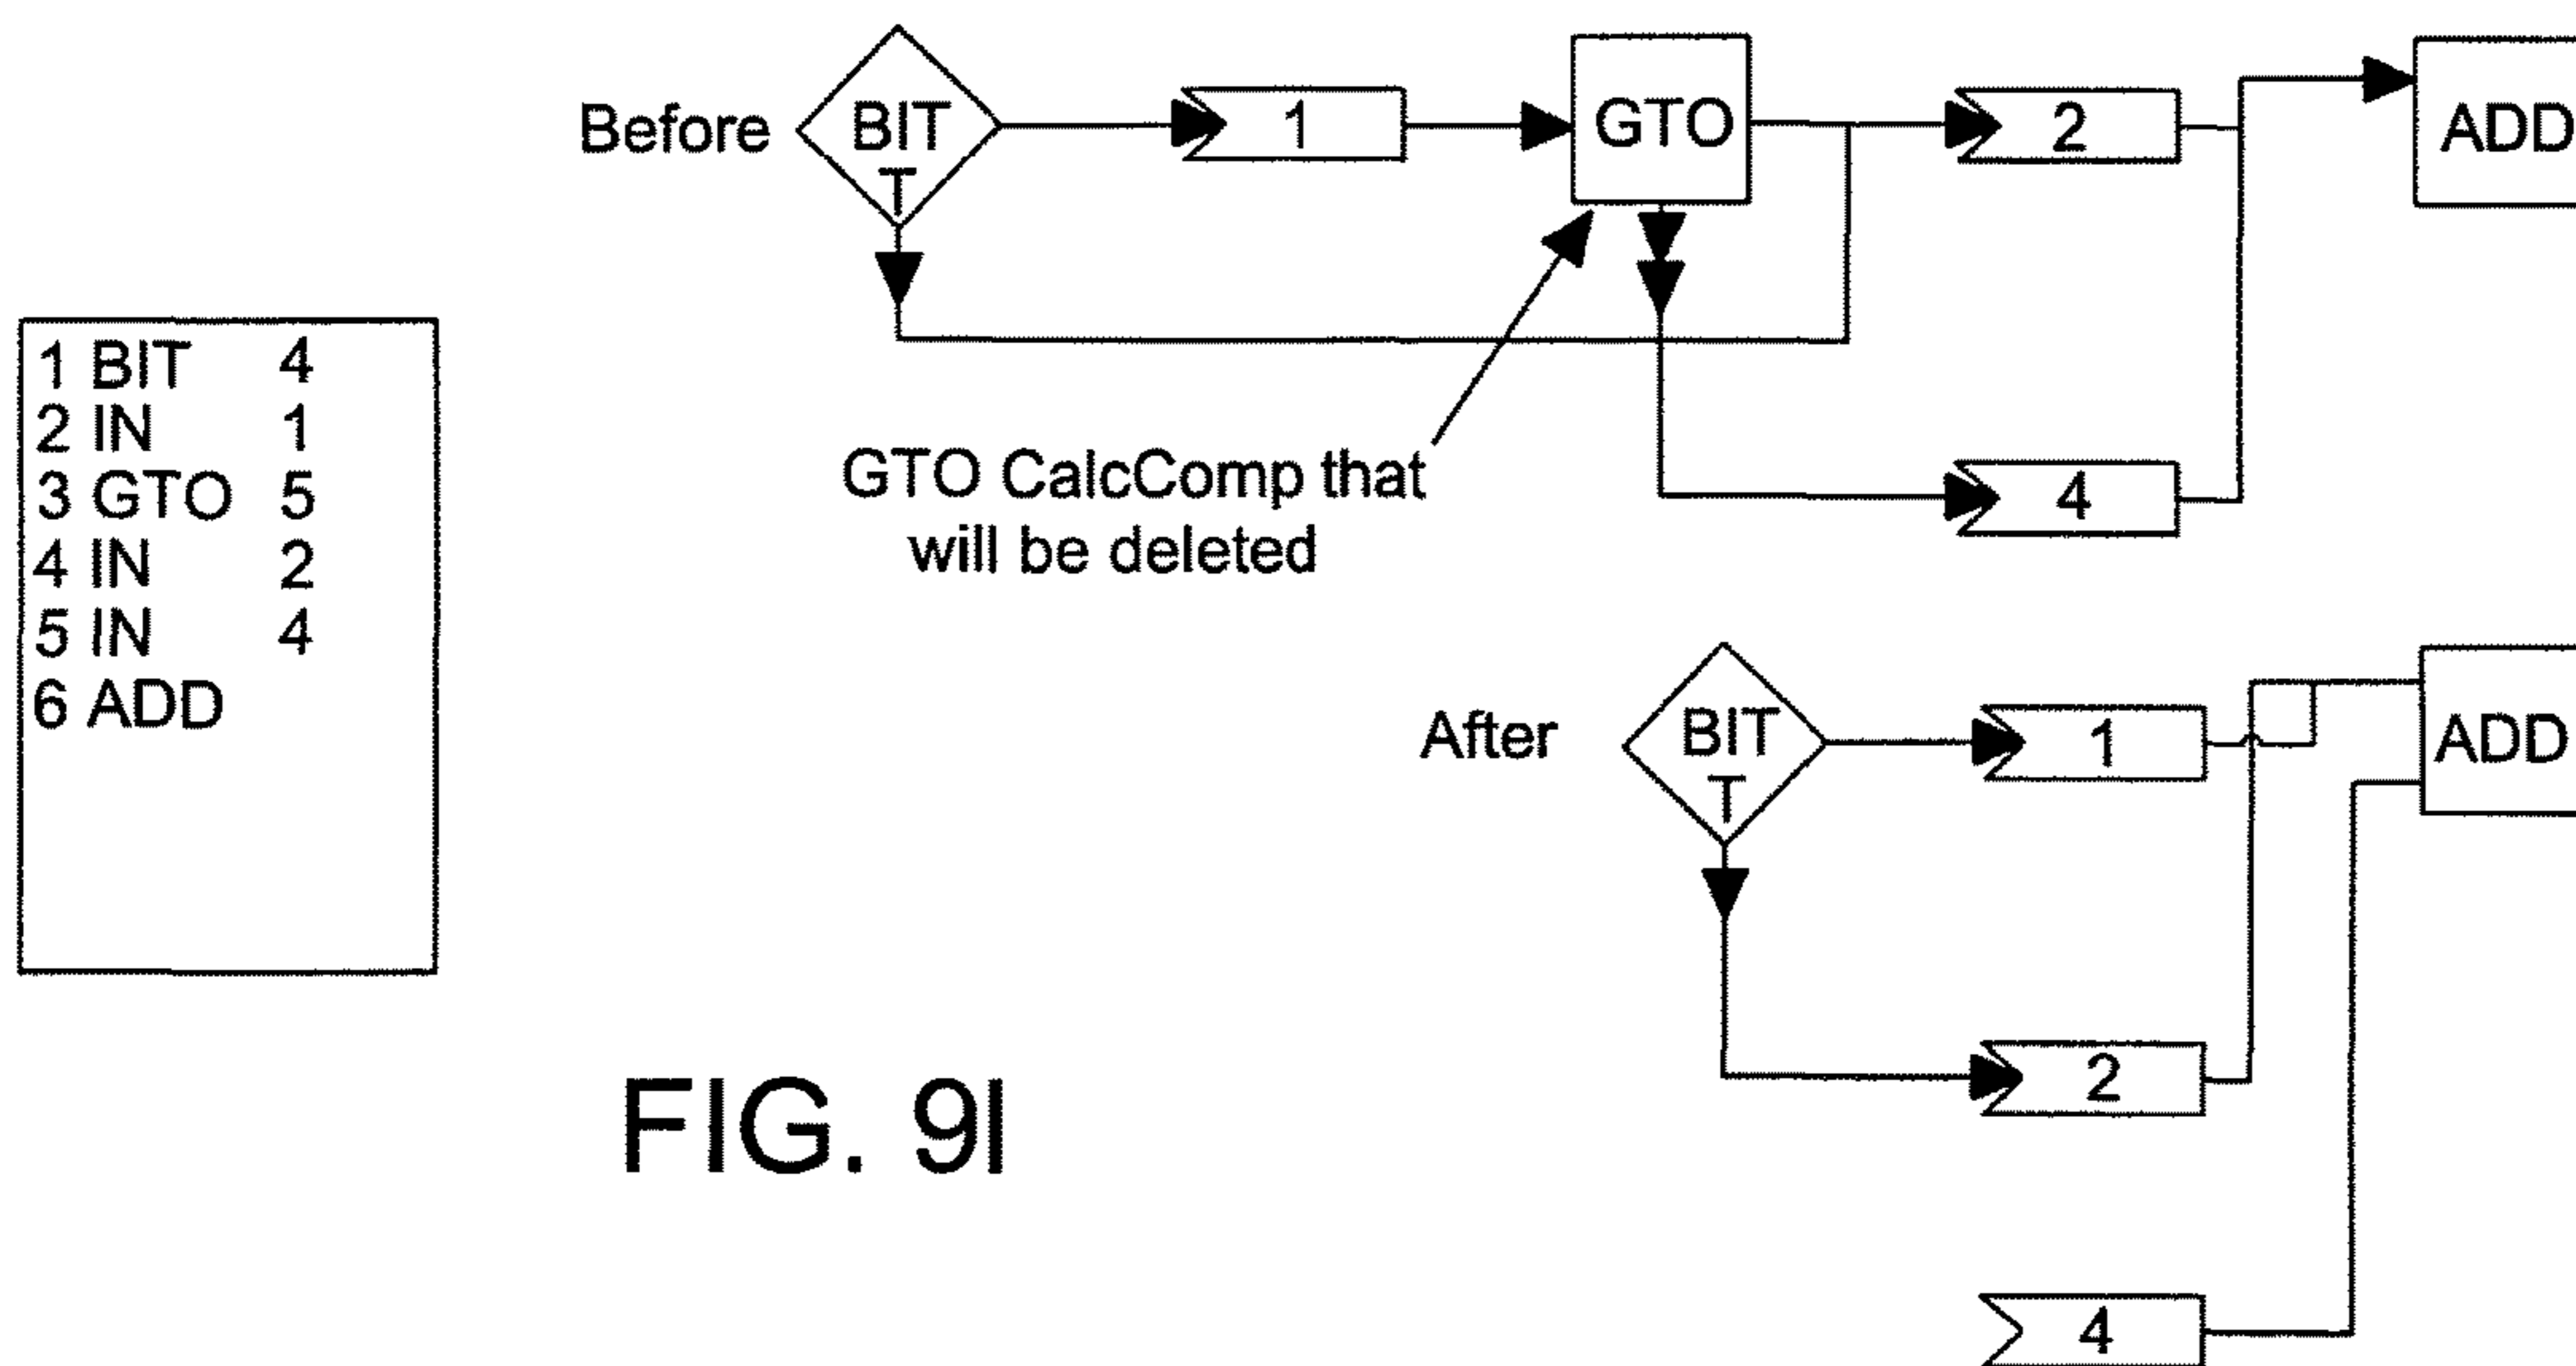 Before
BIT
T
1
GTO
2
ADD
4
GTO CalcComp that
will be deleted
1 BIT 4
2 IN 1
3 GTO 5
4 IN 2
5 IN 4
6 ADD
After
BIT
T
1
ADD
2
4
FIG. 9I